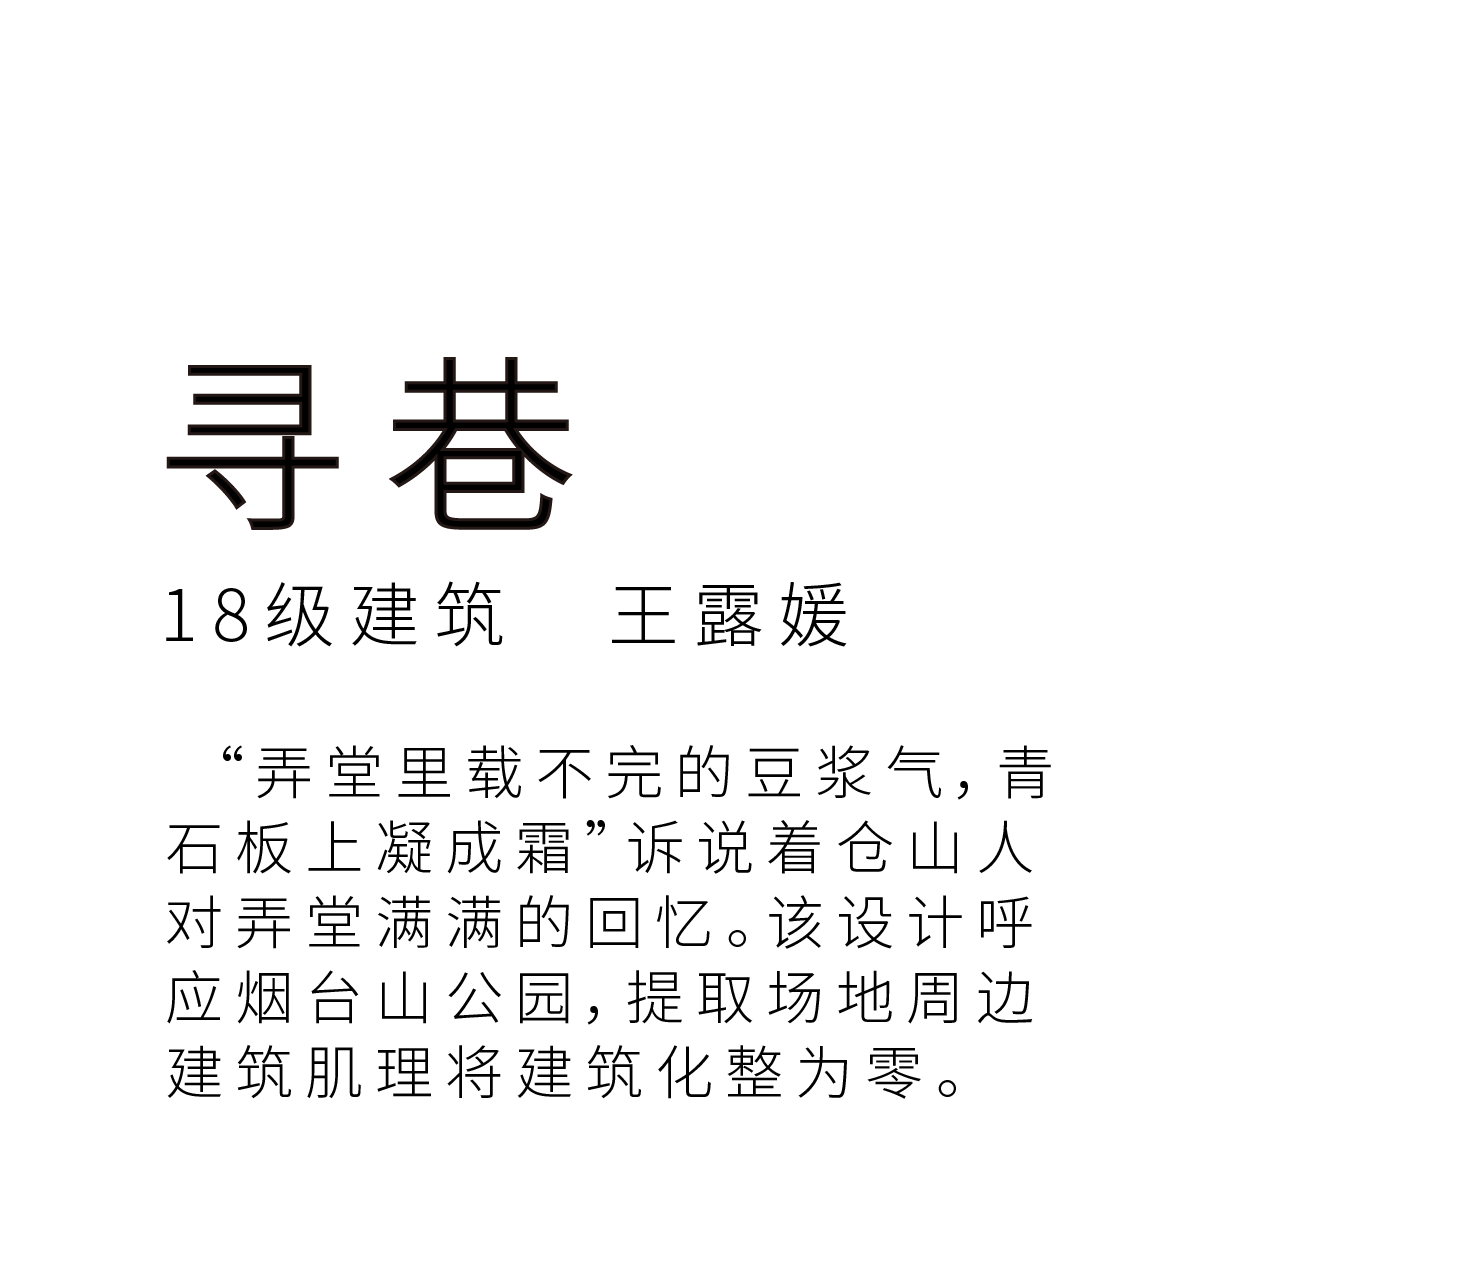 寻巷
18级建筑 王露媛
“弄堂里载不完的豆浆气，青
石板上凝成霜”诉说着仓山人
对弄堂满满的回忆。该设计呼
应烟台山公园，提取场地周边
建筑肌理将建筑化整为零。